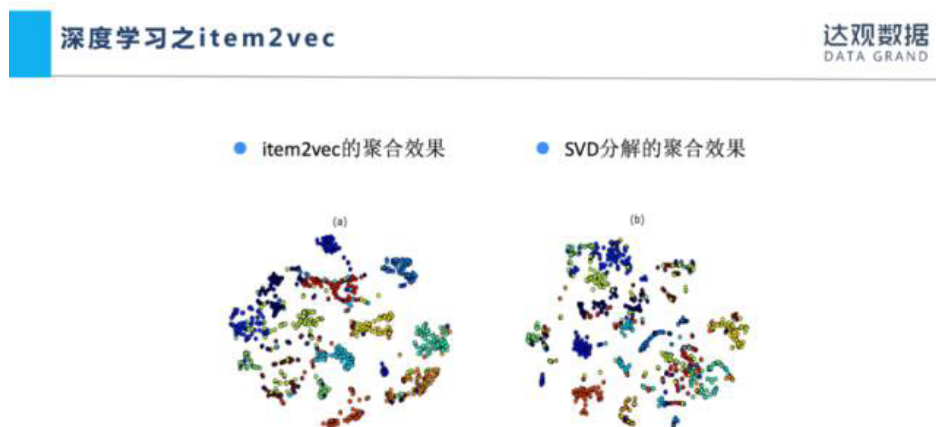 深度学习之item2vec
达观数据
DATA GRAND
item2vec的聚合效果
SVD分解的聚合效果
(a)
(b)